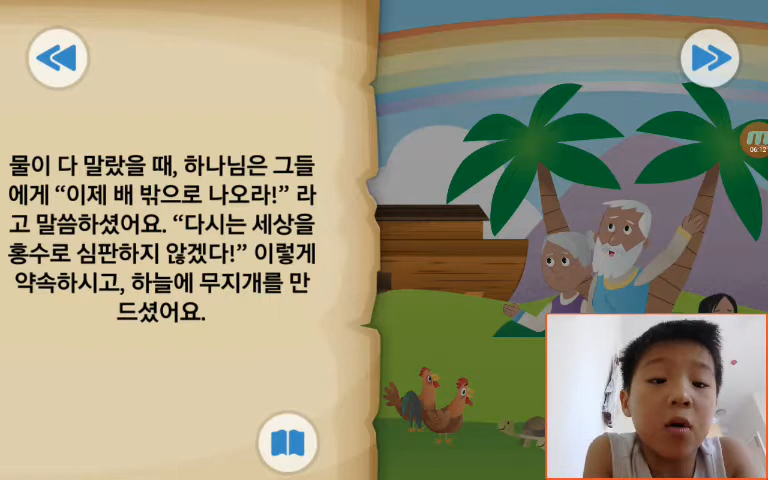 물이 다 말랐을 때, 하나님은 그들
에게 “이제 배 밖으로 나오라!” 라
고 말씀하셨어요. “다시는 세상을
홍수로 심판하지 않겠다!” 이렇게
약속하시고, 하늘에 무지개를 만
드셨어요.
06:12